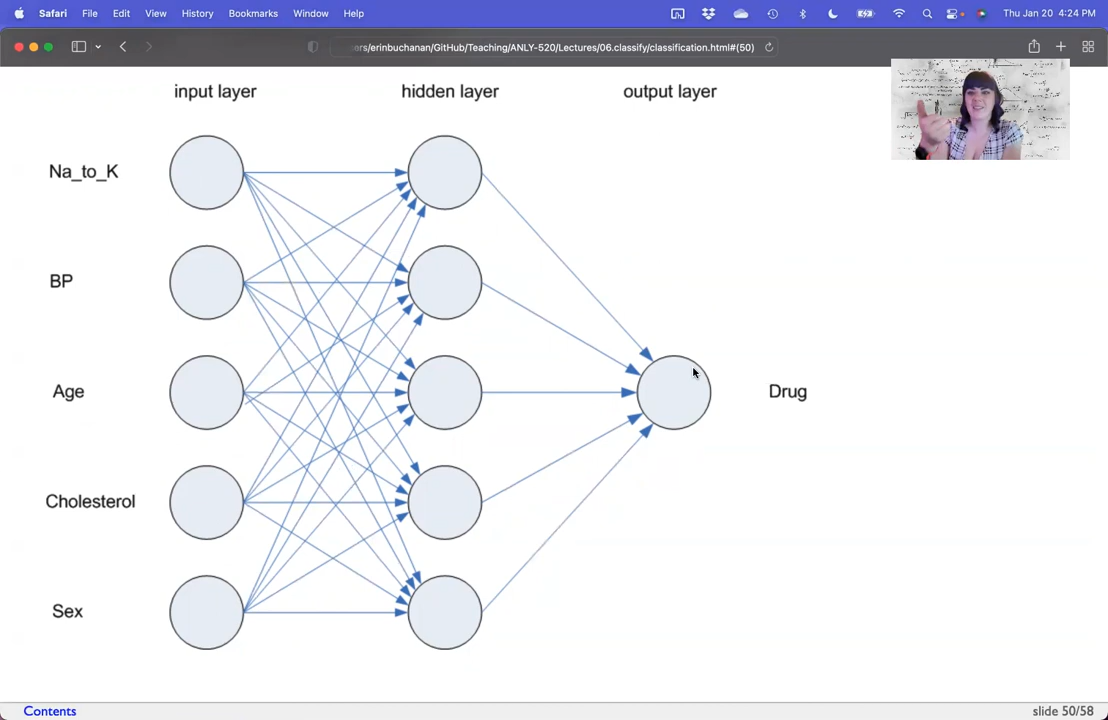 Safari File Edit View History Bookmarks Window Help Thu Jan 20 4:24 PM
ers/erinbuchanan/GitHub/Teaching/ANLY-520/Lectures/06.classify/classification.html#(50)
input layer hidden layer output layer
Na_to_K
BP
Age
Drug
Cholesterol
Sex
Contents slide 50/58